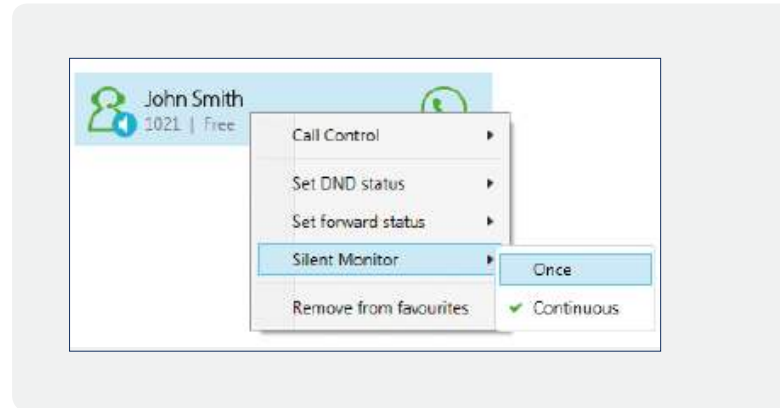 John Smith
1021 | Free
Call Control
Set DND status
Set forward status
Silent Monitor
Once
Remove from favourites
Continuous